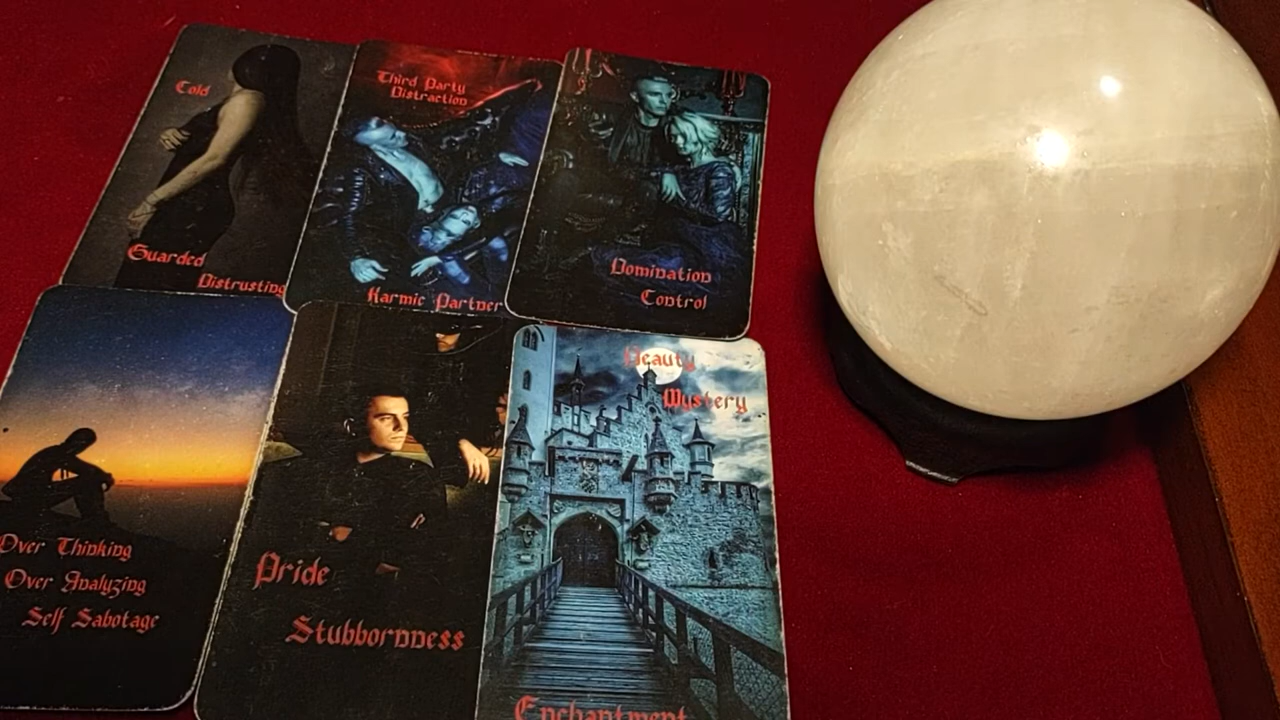 Cold
Guarded
Distrusting
Third Party
Distraction
Karmic Partner
Domination
Control
Over Thinking
Over Analyzing
Self Sabotage
Pride
Stubbornness
Beauty
Mystery
Enchantment